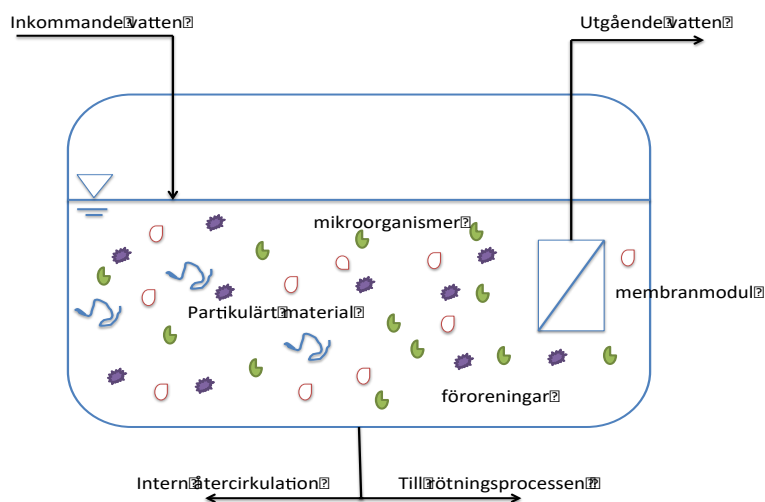 Inkommande vatten
Utgående vatten
mikroorganismer
membranmodul
Partikulärt material
föroreningar
Intern återcirkulation
Till rötningsprocessen